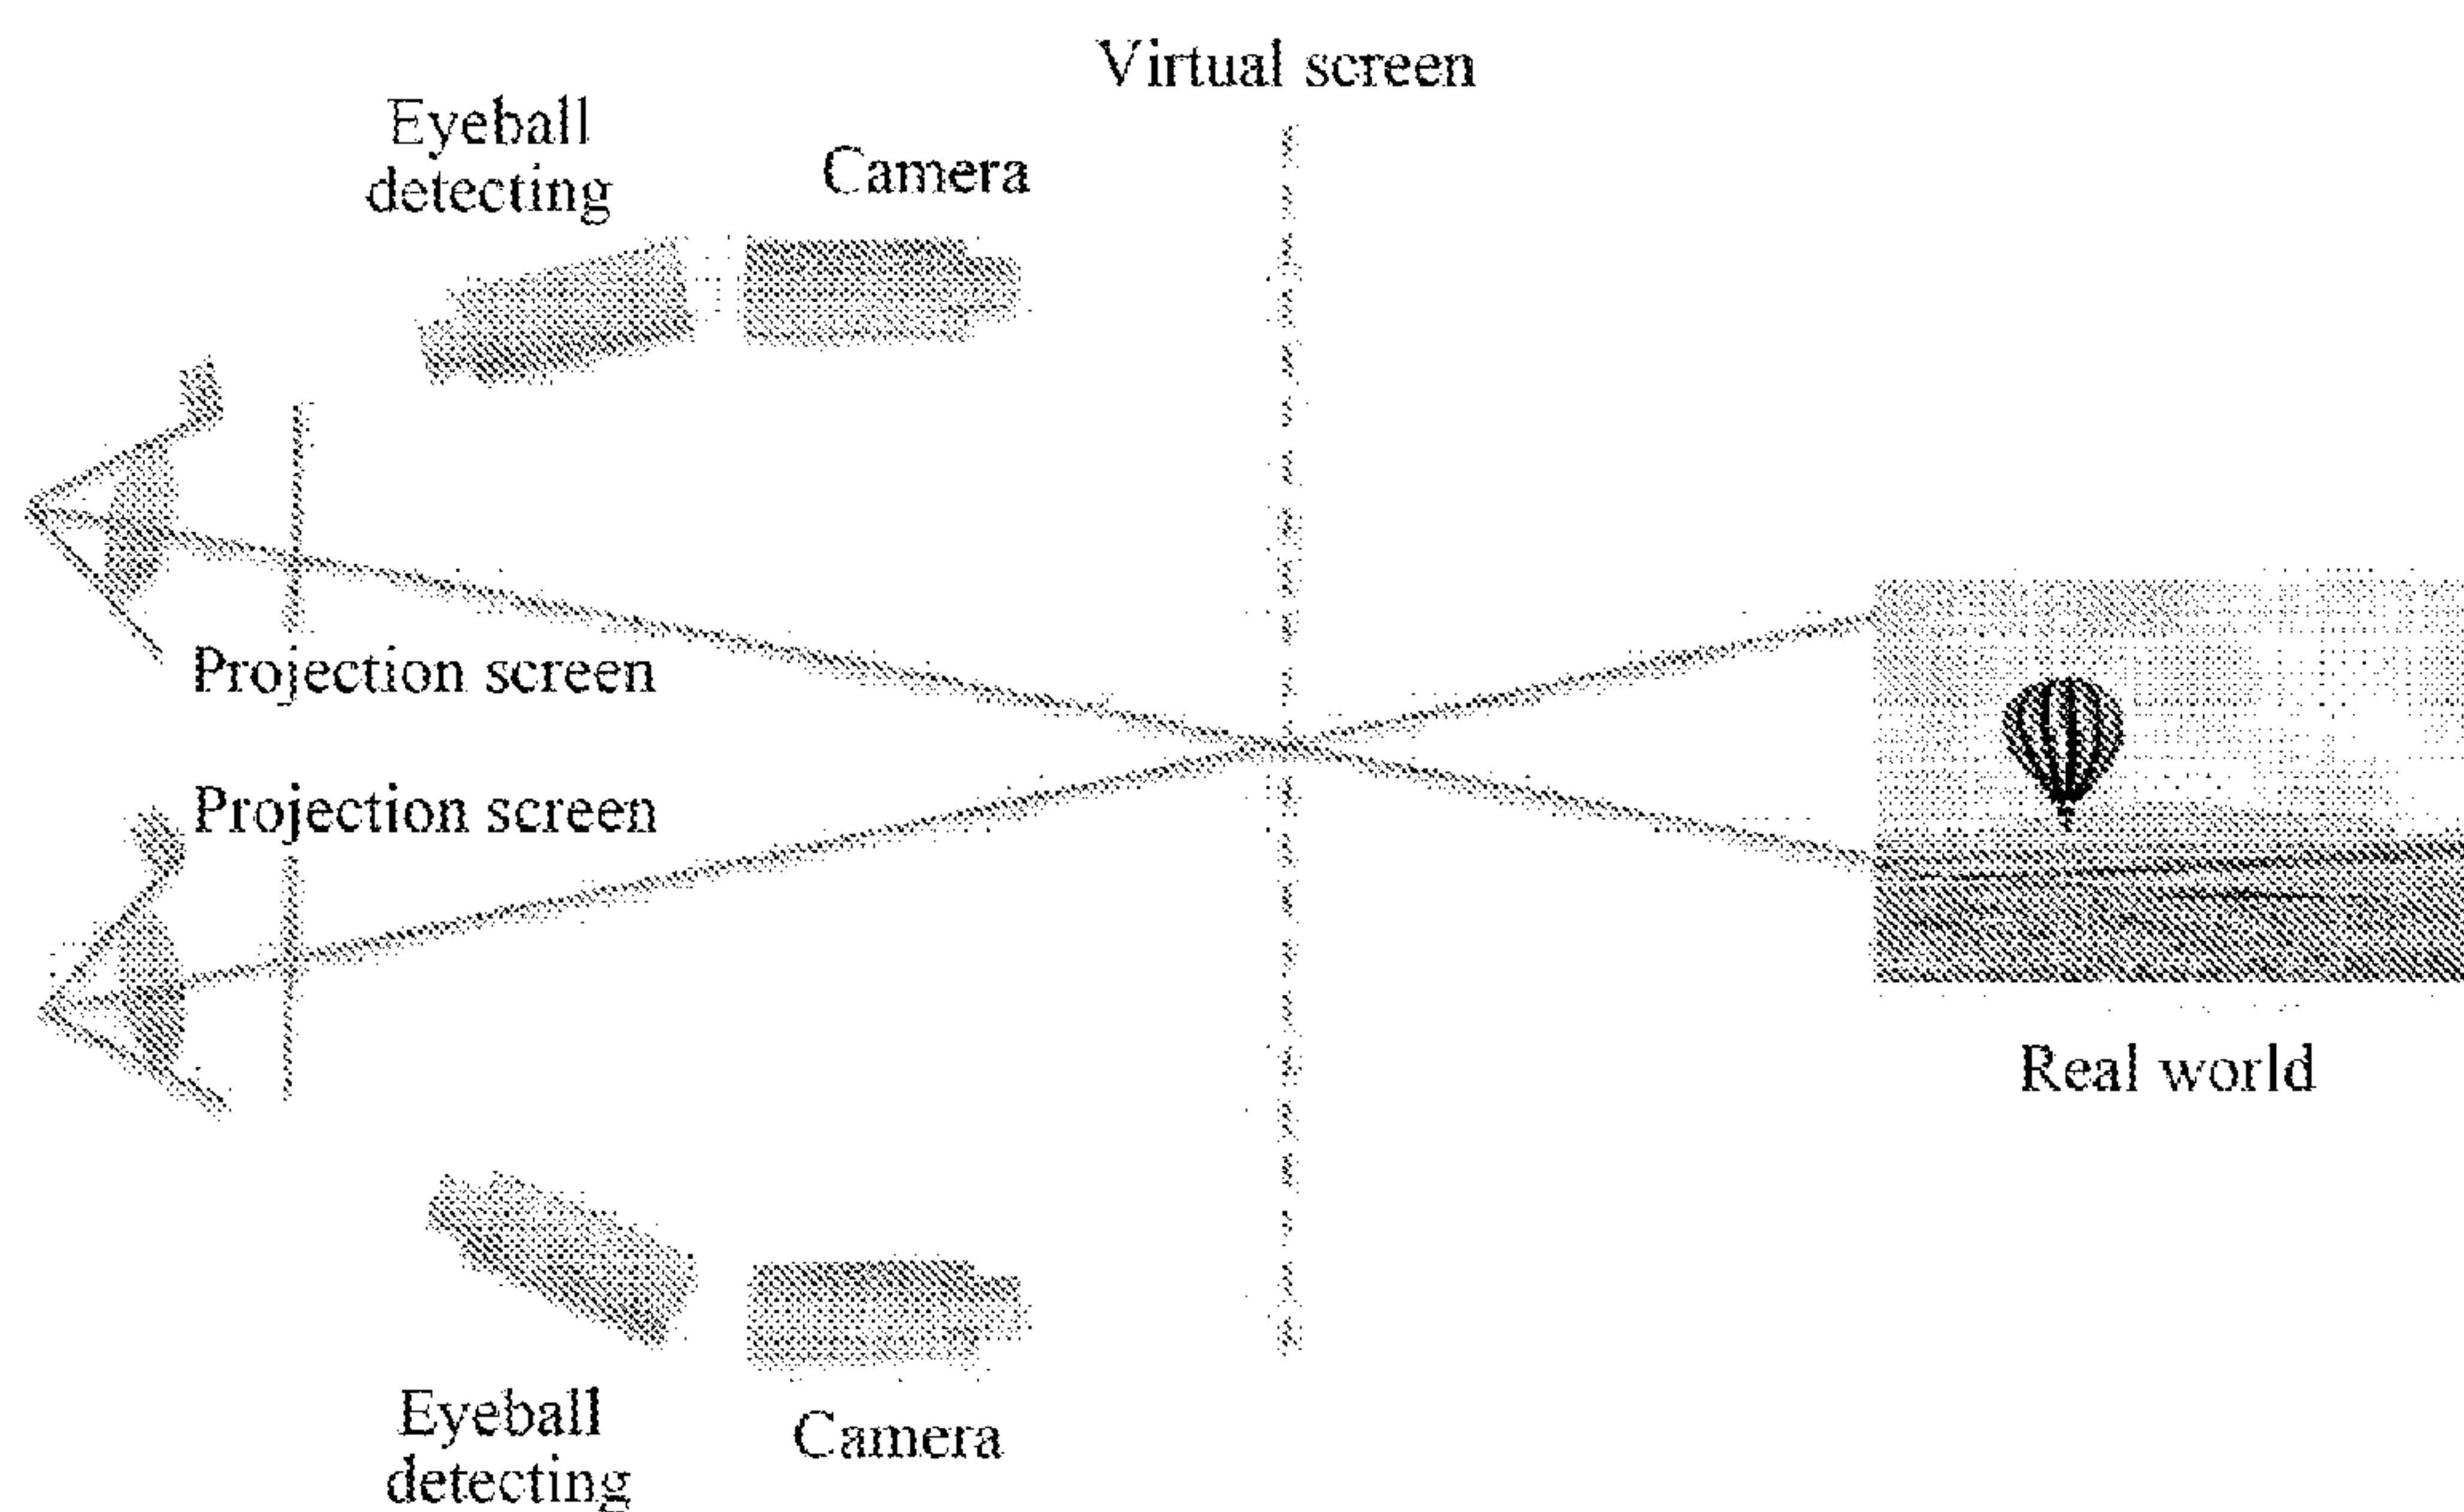 Virtual screen
Eyeball
detecting
Camera
Projection screen
Projection screen
Real world
Eyeball
detecting
Camera